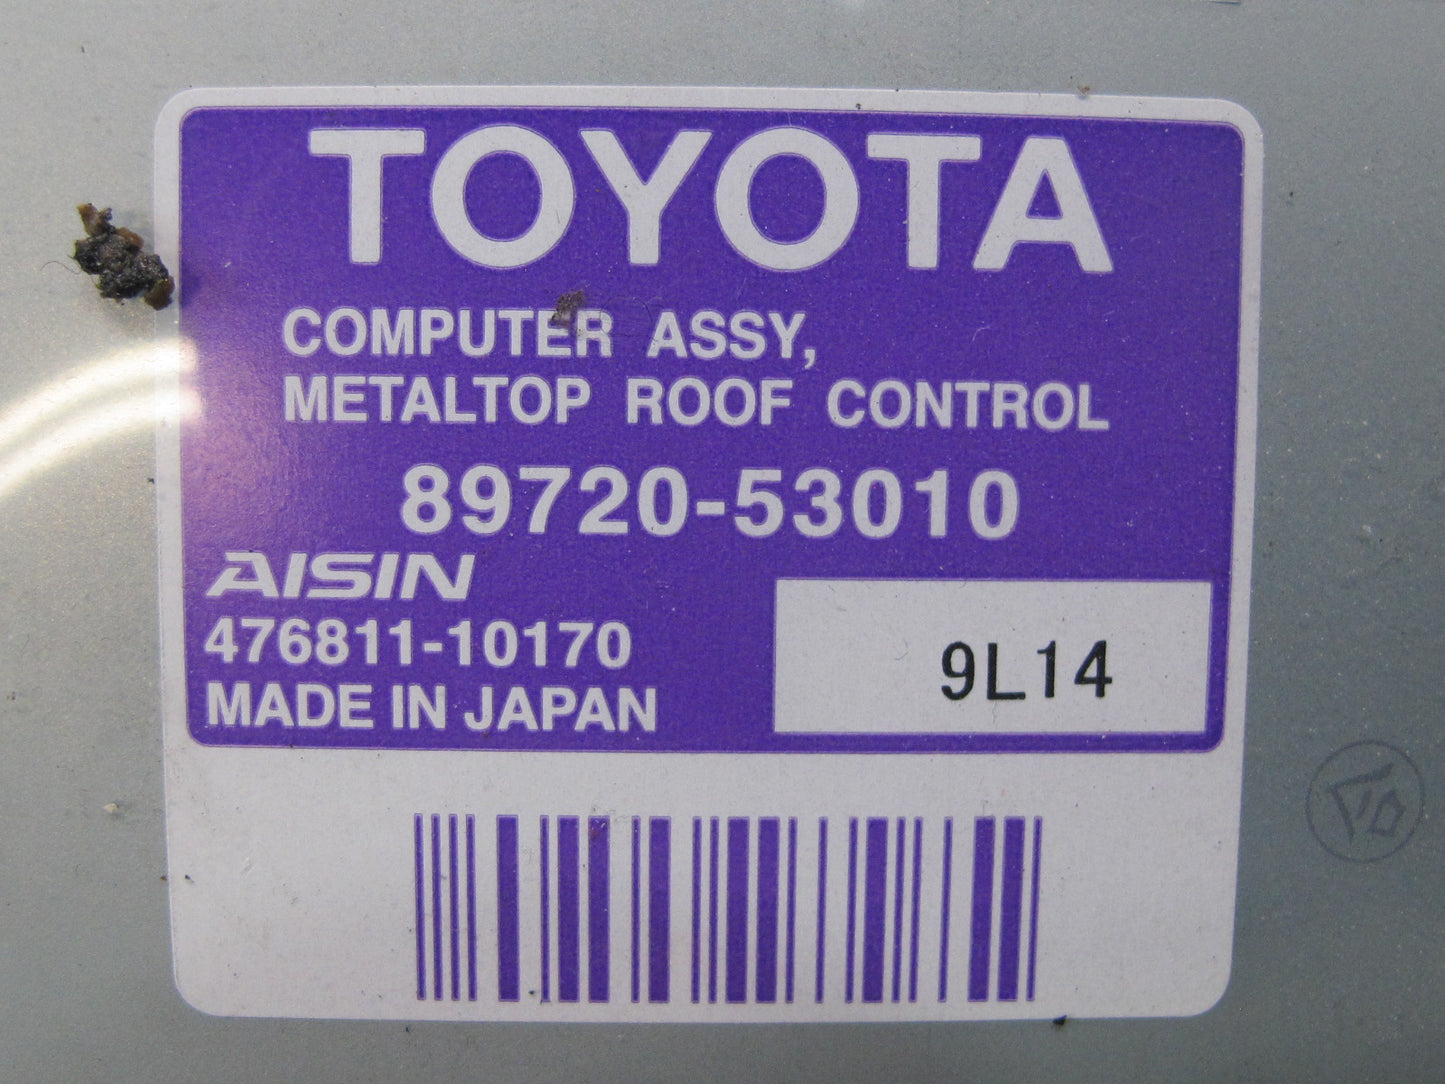 TOYOTA
COMPUTER ASSY,
METALTOP ROOF CONTROL
89720-53010
AISIN
476811-10170
MADE IN JAPAN
9L14